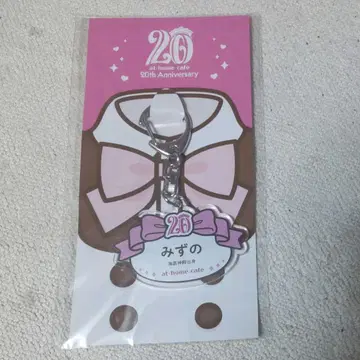 20
at-home cafe
20th Anniversary
20
みずの
at-home cafe